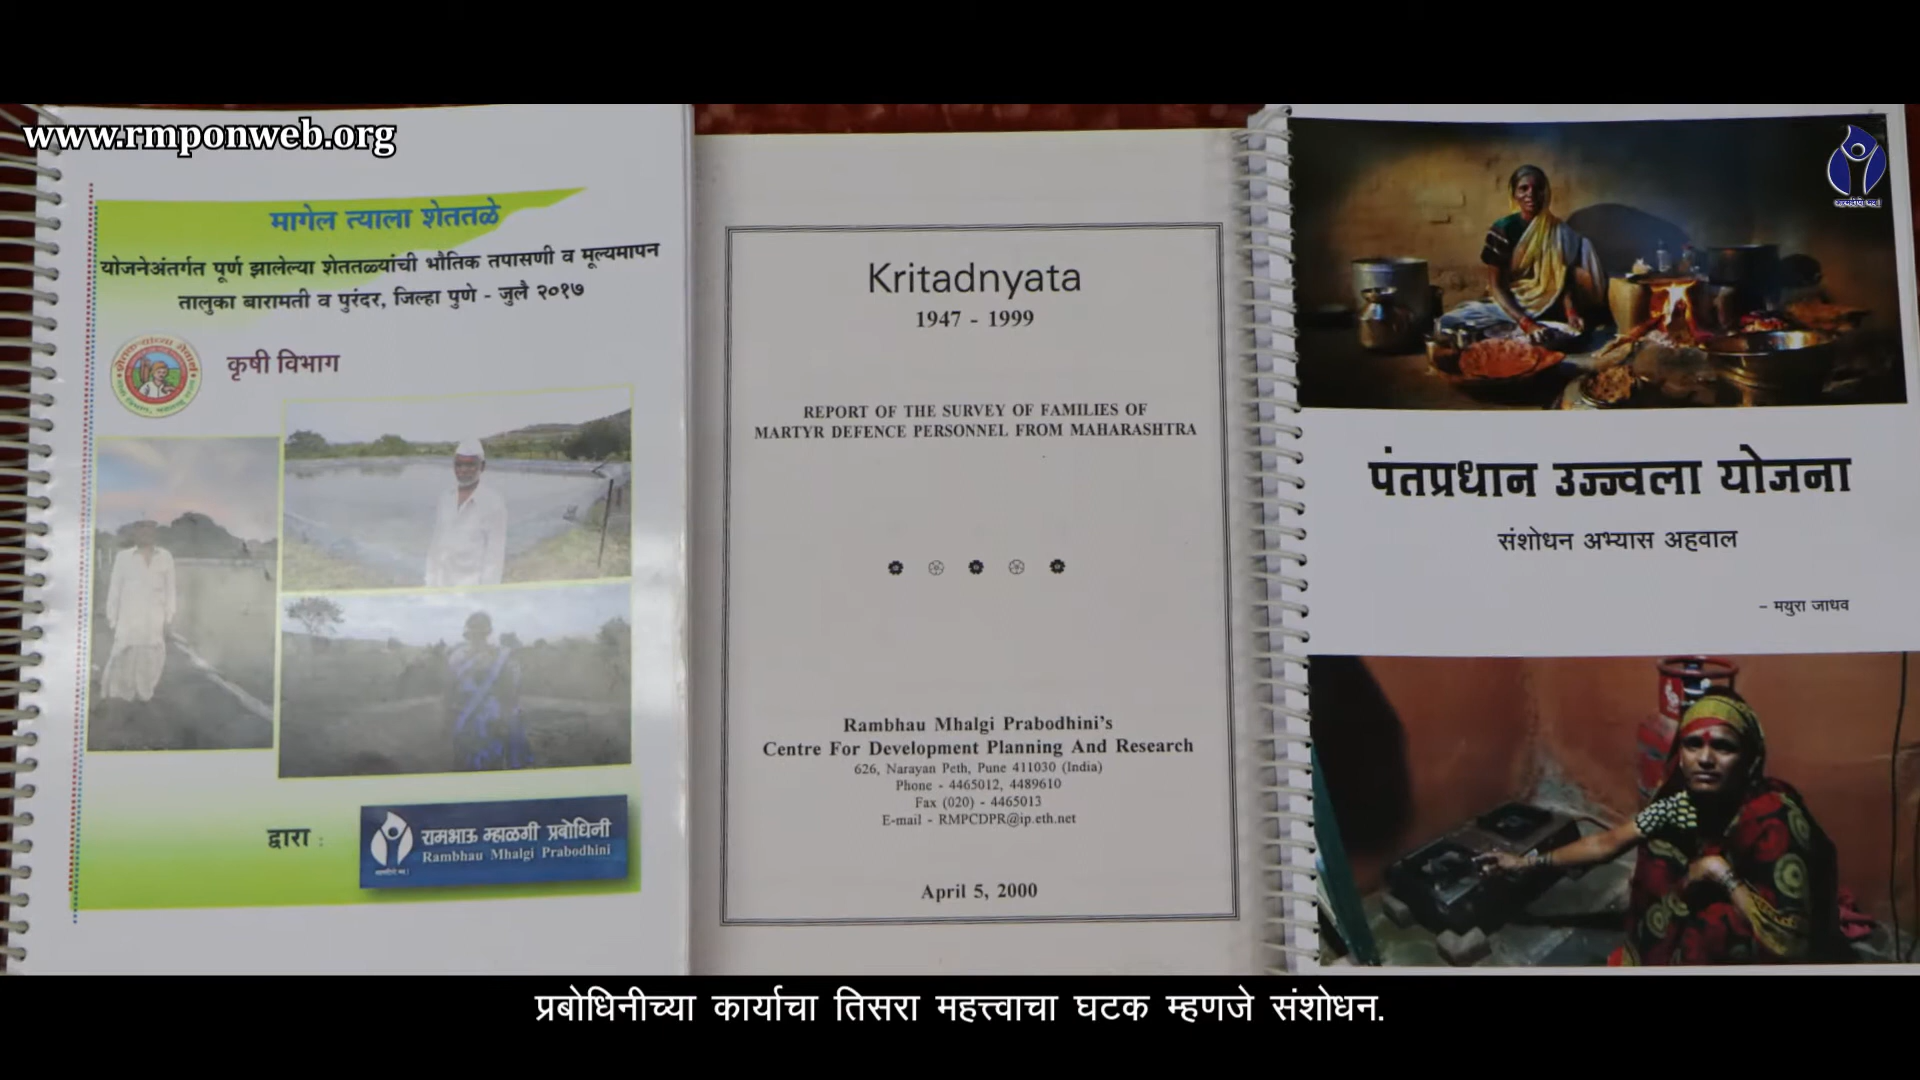 www.rmponweb.org
मागेल त्याला शेततळे
योजनेअंतर्गत पूर्ण झालेल्या शेततळ्यांची भौतिक तपासणी व मूल्यमापन
तालुका बारामती व पुरंदर, जिल्हा पुणे - जुलै २०१७
कृषी विभाग
द्वारा :
रामभाऊ म्हाळगी प्रबोधिनी
Rambhau Mhalgi Prabodhini
Kritadnyata
1947 - 1999
REPORT OF THE SURVEY OF FAMILIES OF
MARTYR DEFENCE PERSONNEL FROM MAHARASHTRA
Rambhau Mhalgi Prabodhini's
Centre For Development Planning And Research
626, Narayan Peth, Pune 411030 (India)
Phone - 4465012, 4489610
Fax (020) - 4465013
E-mail - RMPCDPR@ip.eth.net
April 5, 2000
पंतप्रधान उज्ज्वला योजना
संशोधन अभ्यास अहवाल
- मयुरा जाधव
प्रबोधिनीच्या कार्याचा तिसरा महत्त्वाचा घटक म्हणजे संशोधन.